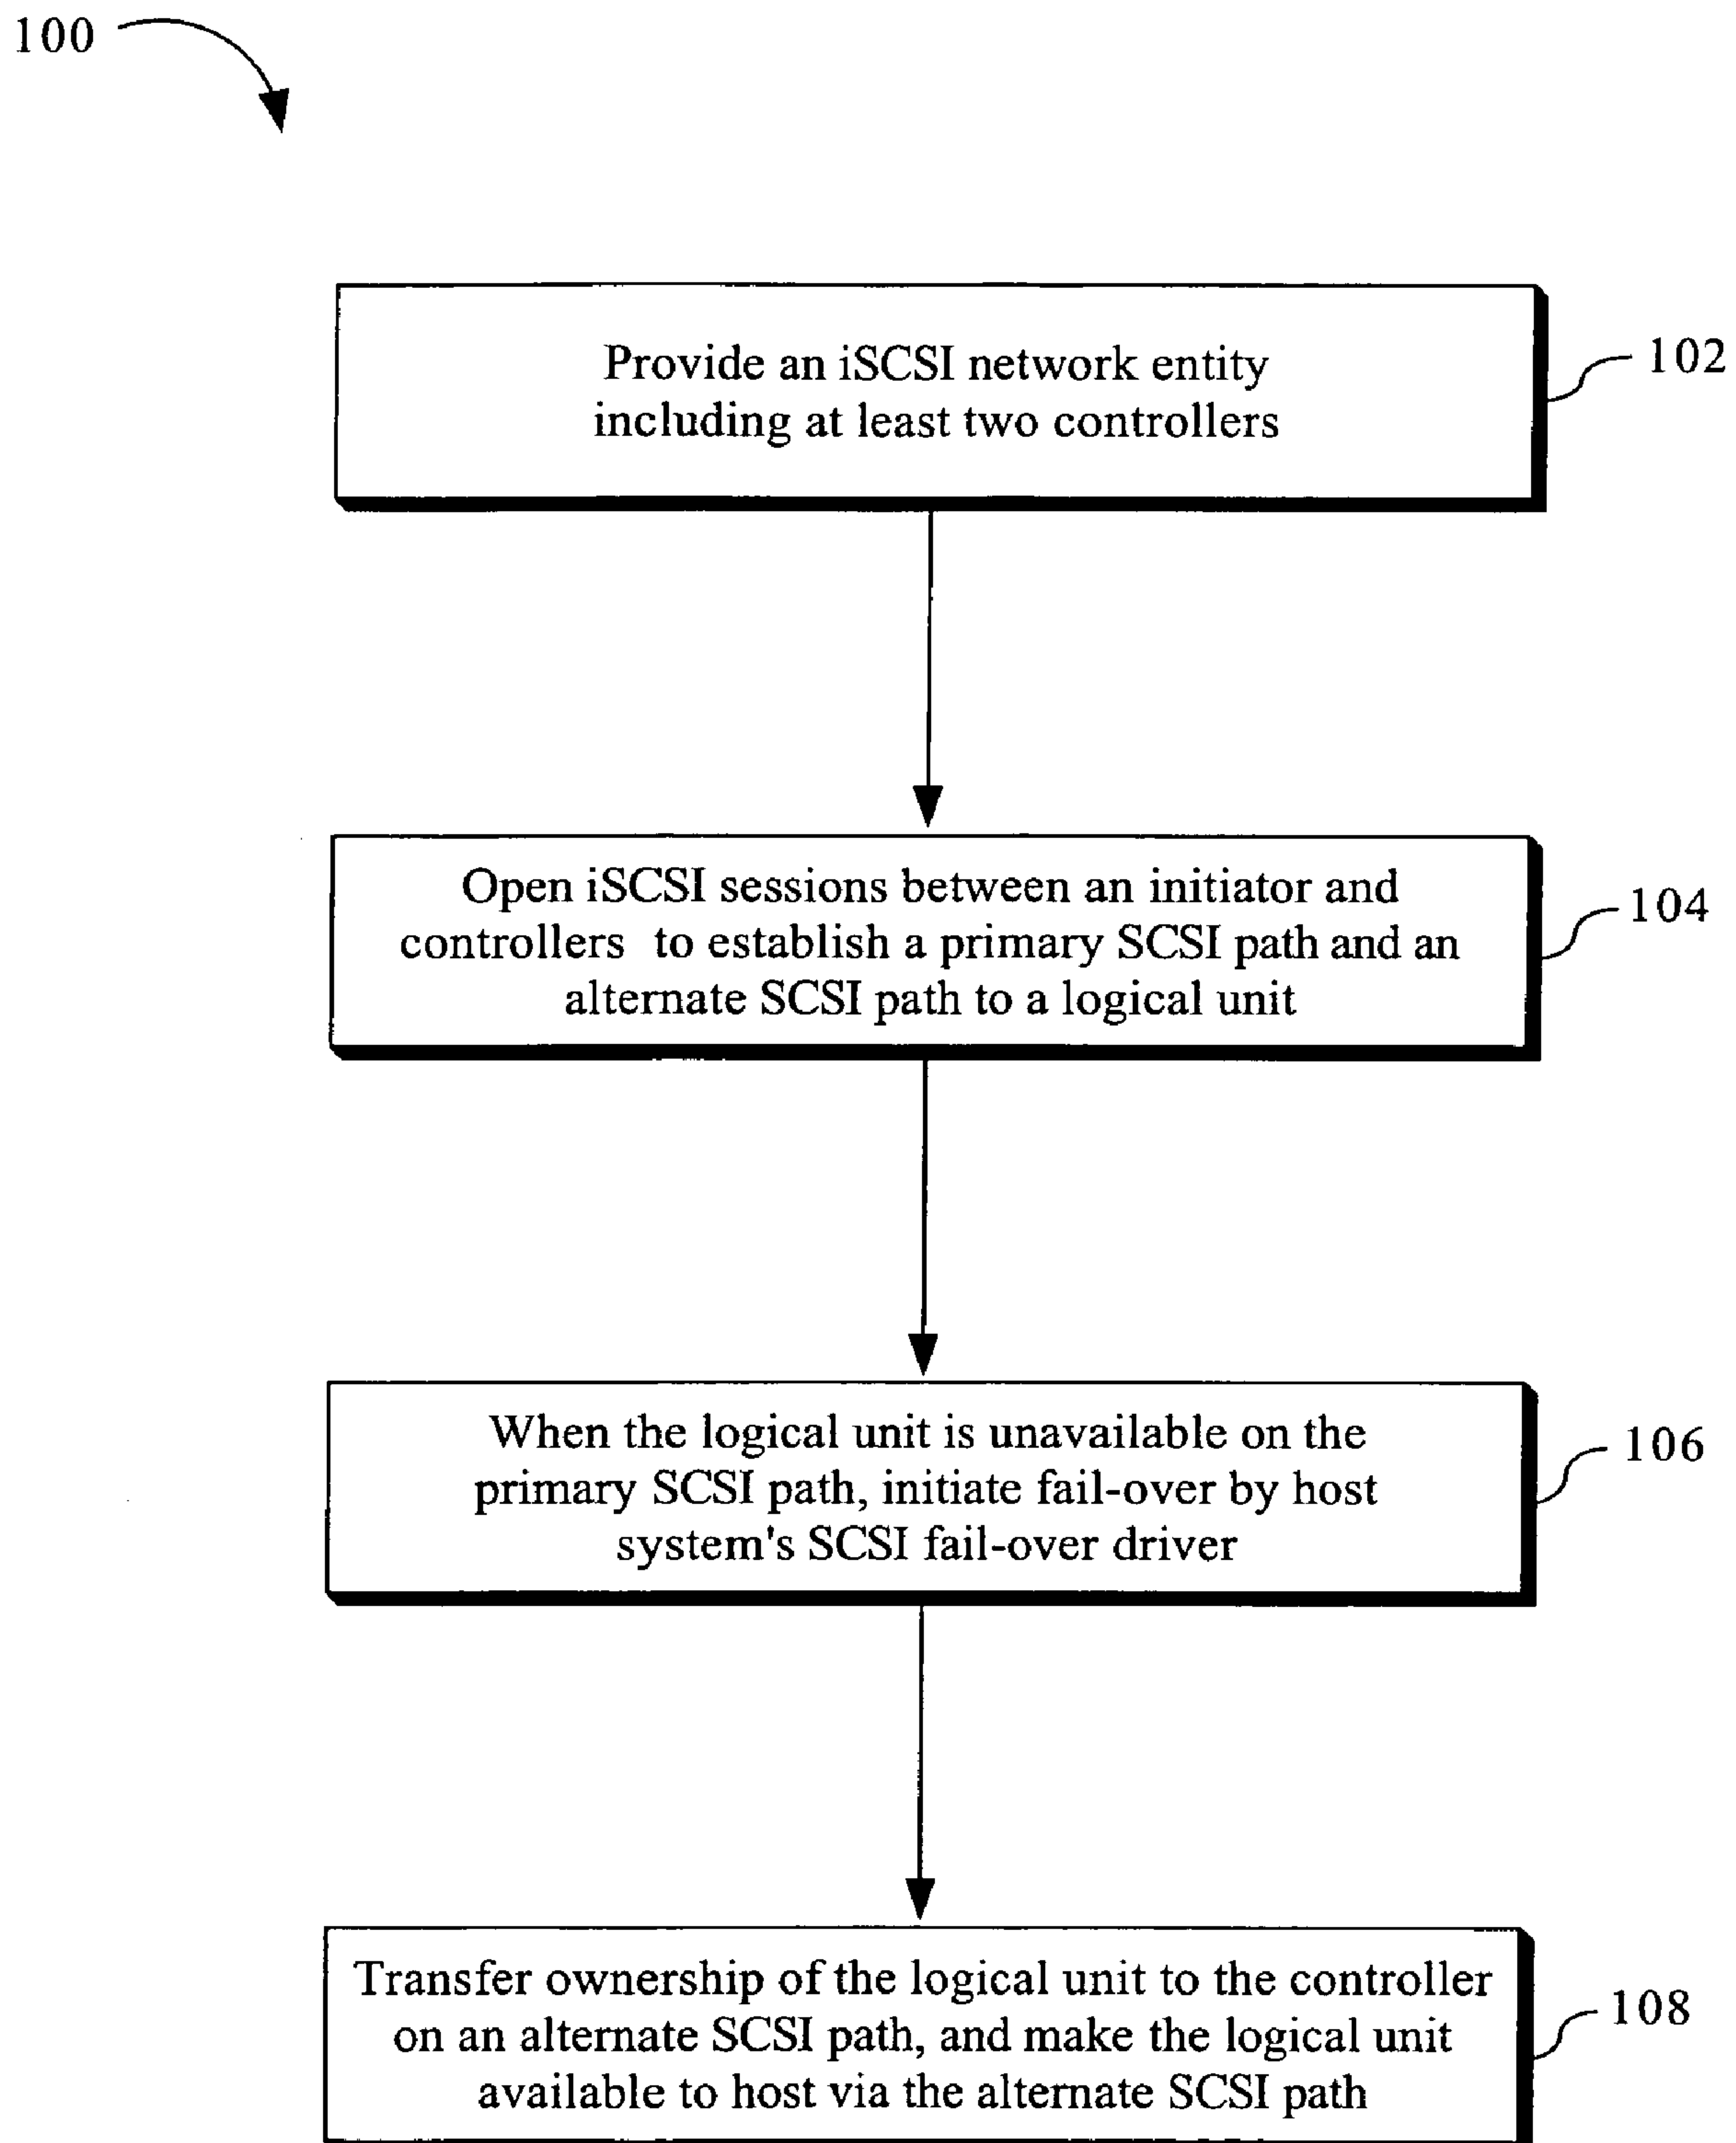 100
Provide an iSCSI network entity
including at least two controllers
102
Open iSCSI sessions between an initiator and
controllers to establish a primary SCSI path and an
alternate SCSI path to a logical unit
104
When the logical unit is unavailable on the
primary SCSI path, initiate fail-over by host
system's SCSI fail-over driver
106
Transfer ownership of the logical unit to the controller
on an alternate SCSI path, and make the logical unit
available to host via the alternate SCSI path
108